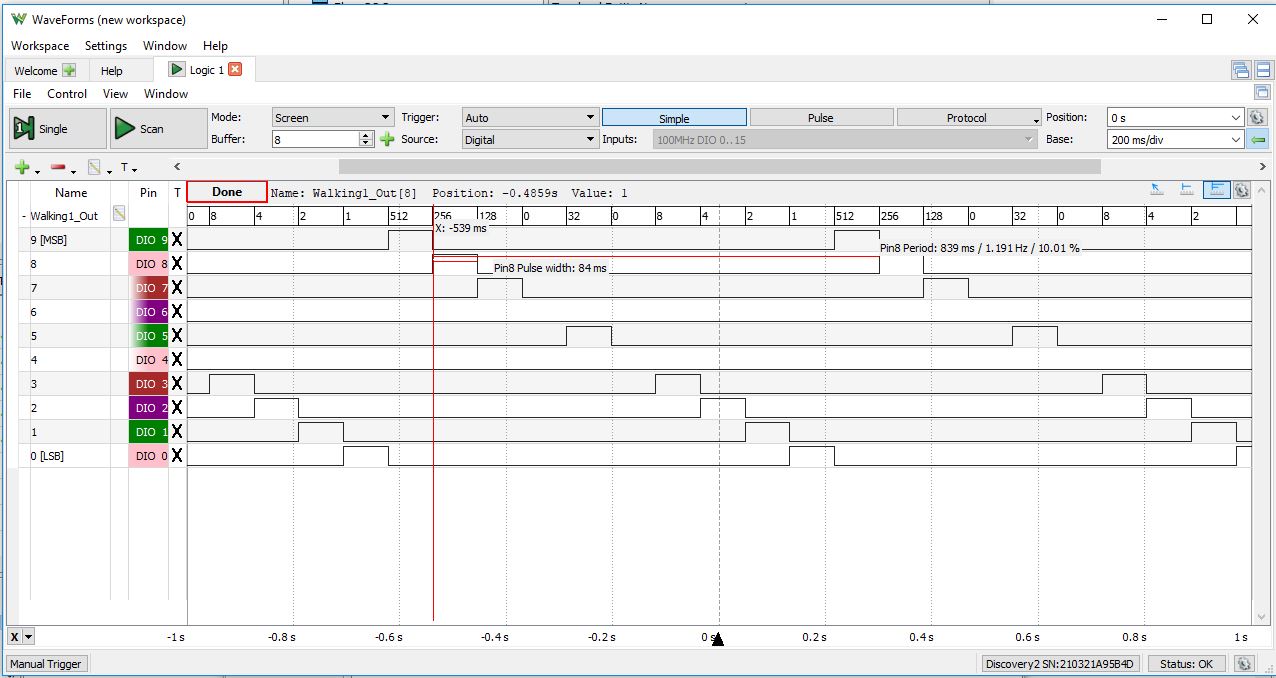 WaveForms (new workspace)
Workspace Settings Window Help
Welcome Help Logic 1
File Control View Window
Single Scan Mode: Screen Trigger: Auto Simple Pulse Protocol Position: 0 s
Buffer: 8 Source: Digital Inputs: 100MHz DIO 0..15 Base: 200 ms/div
T
Name Pin T Done Name: Walking1_Out[8] Position: -0.4859s Value: 1
- Walking1_Out 0 8 4 2 1 512 256 128 0 32 0 8 4 2 1 512 256 128 0 32 0 8 4 2
X: -539 ms
9 [MSB] DIO 9 X
Pin8 Period: 839 ms / 1.191 Hz / 10.01 %
8 DIO 8 X Pin8 Pulse width: 84 ms
7 DIO 7 X
6 DIO 6 X
5 DIO 5 X
4 DIO 4 X
3 DIO 3 X
2 DIO 2 X
1 DIO 1 X
0 [LSB] DIO 0 X
X -1 s -0.8 s -0.6 s -0.4 s -0.2 s 0 s 0.2 s 0.4 s 0.6 s 0.8 s 1 s
Manual Trigger Discovery2 SN:210321A95B4D Status: OK